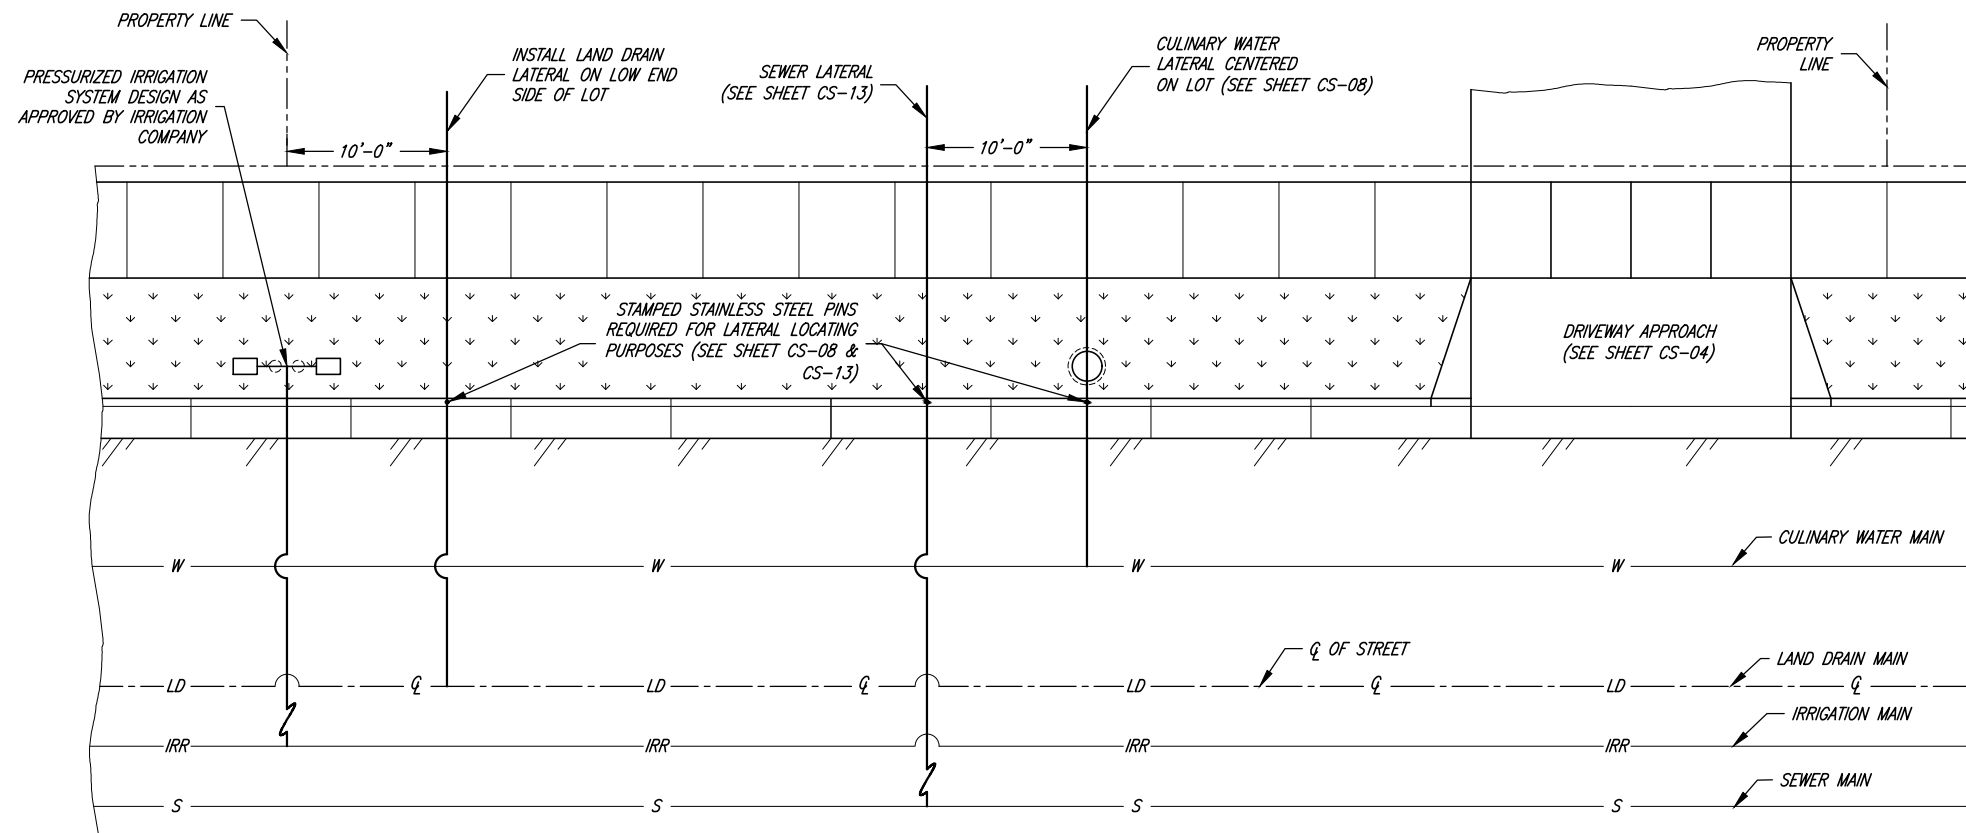 PROPERTY LINE
PRESSURIZED IRRIGATION
SYSTEM DESIGN AS
APPROVED BY IRRIGATION
COMPANY
INSTALL LAND DRAIN
LATERAL ON LOW END
SIDE OF LOT
SEWER LATERAL
(SEE SHEET CS-13)
CULINARY WATER
LATERAL CENTERED
ON LOT (SEE SHEET CS-08)
PROPERTY
LINE
10'-0"
10'-0"
STAMPED STAINLESS STEEL PINS
REQUIRED FOR LATERAL LOCATING
PURPOSES (SEE SHEET CS-08 &
CS-13)
DRIVEWAY APPROACH
(SEE SHEET CS-04)
CULINARY WATER MAIN
W W W W
℄ OF STREET
LAND DRAIN MAIN
LD ℄ LD ℄ LD ℄ LD ℄
IRRIGATION MAIN
IRR IRR IRR IRR
SEWER MAIN
S S S S